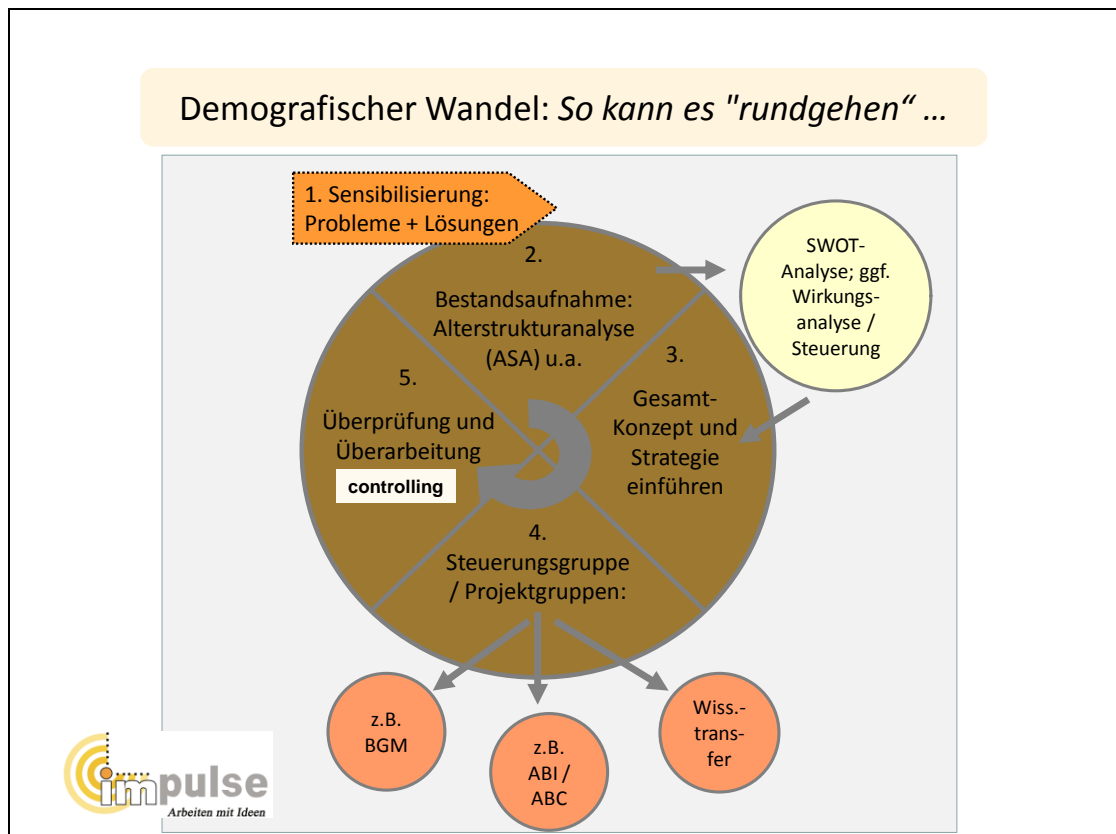 Demografischer Wandel: So kann es "rundgehen“ …
1. Sensibilisierung:
Probleme + Lösungen
2.
Bestandsaufnahme:
Alterstrukturanalyse
(ASA) u.a.
SWOT-
Analyse; ggf.
Wirkungs-
analyse /
Steuerung
3.
Gesamt-
Konzept und
Strategie
einführen
4.
Steuerungsgruppe
/ Projektgruppen:
5.
Überprüfung und
Überarbeitung
controlling
z.B.
BGM
z.B.
ABI /
ABC
Wiss.-
trans-
fer
impulse
Arbeiten mit Ideen